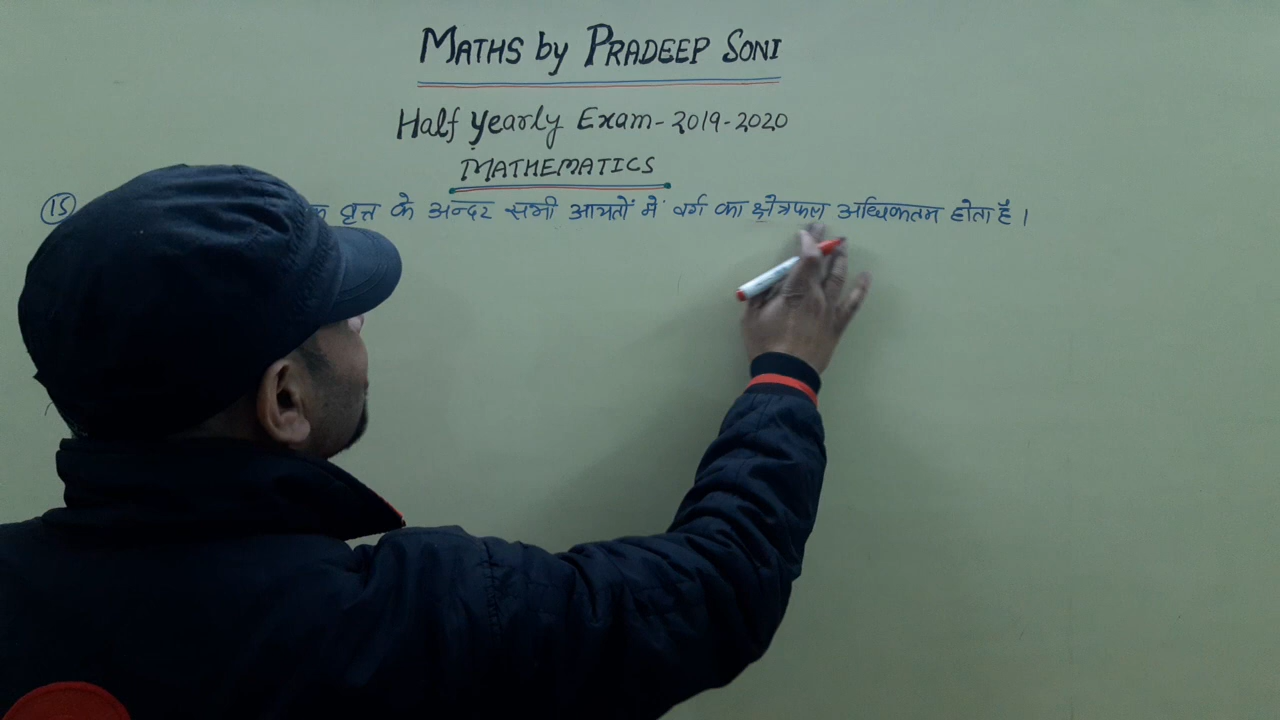 MATHS by PRADEEP SONI
Half Yearly Exam-2019-2020
MATHEMATICS
15 वृत्त के अन्दर सभी आयतों में वर्ग का क्षेत्रफल अधिकतम होता है ।